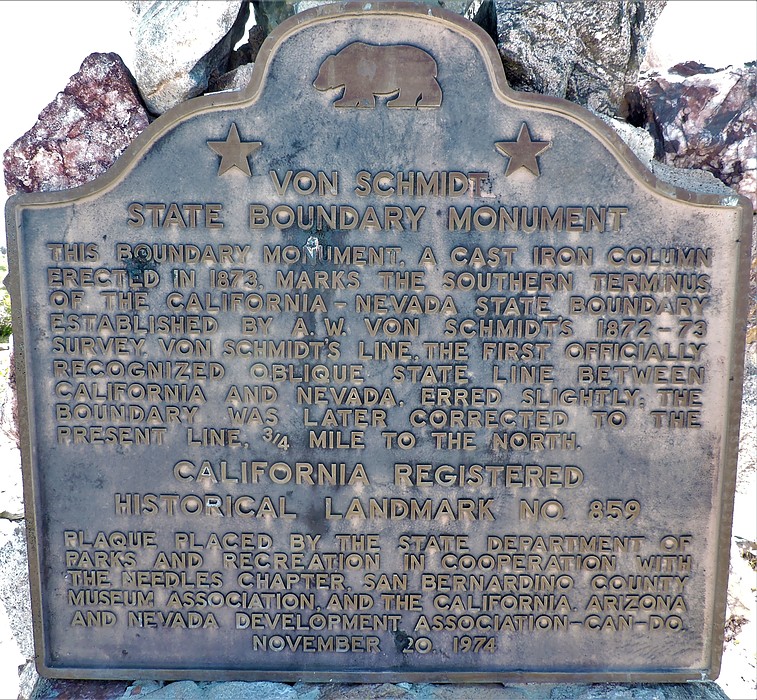 VON SCHMIDT
STATE BOUNDARY MONUMENT
THIS BOUNDARY MONUMENT, A CAST IRON COLUMN
ERECTED IN 1873, MARKS THE SOUTHERN TERMINUS
OF THE CALIFORNIA-NEVADA STATE BOUNDARY
ESTABLISHED BY A.W. VON SCHMIDT'S 1872-73
SURVEY. VON SCHMIDT'S LINE, THE FIRST OFFICIALLY
RECOGNIZED OBLIQUE STATE LINE BETWEEN
CALIFORNIA AND NEVADA, ERRED SLIGHTLY. THE
BOUNDARY WAS LATER CORRECTED TO THE
PRESENT LINE, 3/4 MILE TO THE NORTH.
CALIFORNIA REGISTERED
HISTORICAL LANDMARK NO. 859
PLAQUE PLACED BY THE STATE DEPARTMENT OF
PARKS AND RECREATION IN COOPERATION WITH
THE NEEDLES CHAPTER, SAN BERNARDINO COUNTY
MUSEUM ASSOCIATION, AND THE CALIFORNIA, ARIZONA
AND NEVADA DEVELOPMENT ASSOCIATION-CAN-DO.
NOVEMBER 20, 1974